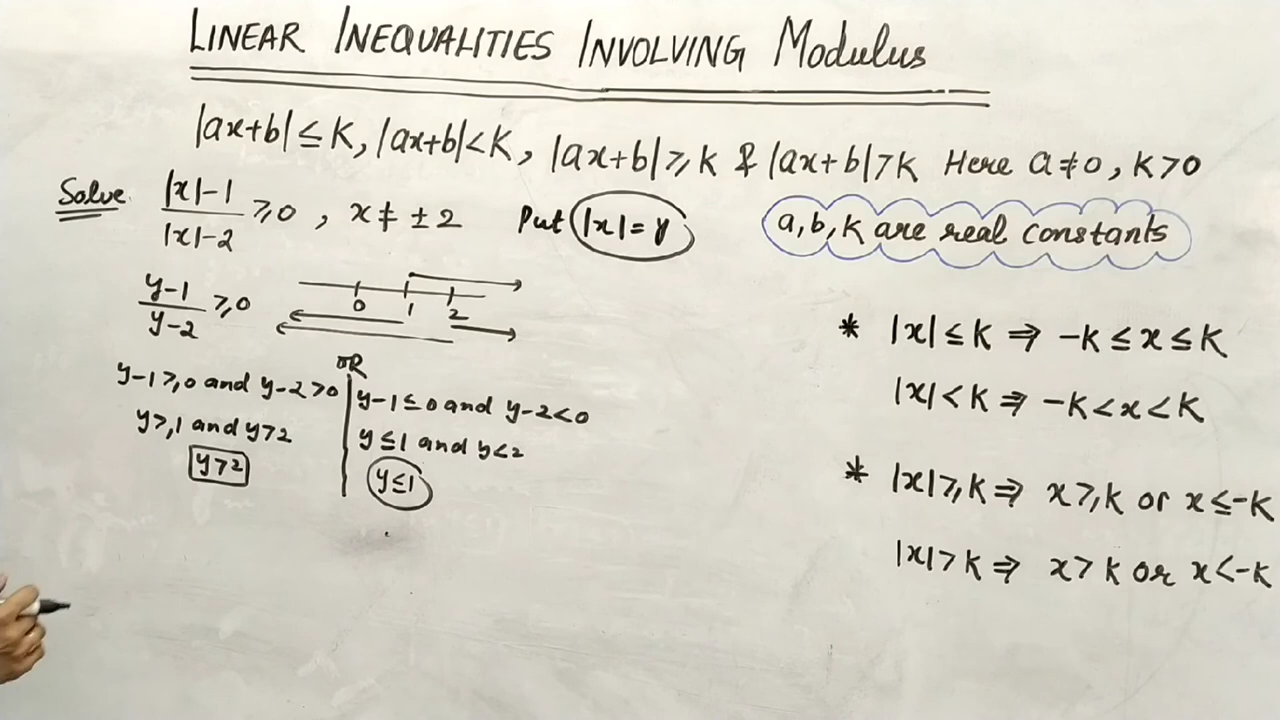 LINEAR INEQUALITIES INVOLVING Modulus
|ax+b| ≤ K, |ax+b| < K, |ax+b| ≥ K & |ax+b| > K Here a ≠ 0, K > 0
Solve (|x|-1)/(|x|-2) ≥ 0, x ≠ ±2 Put |x| = y
a, b, K are real constants
(y-1)/(y-2) ≥ 0
0 1 2
OR
y-1 ≥ 0 and y-2 > 0
y ≥ 1 and y > 2
y > 2
y-1 ≤ 0 and y-2 < 0
y ≤ 1 and y < 2
y ≤ 1
* |x| ≤ K ⇒ -K ≤ x ≤ K
|x| < K ⇒ -K < x < K
* |x| ≥ K ⇒ x ≥ K or x ≤ -K
|x| > K ⇒ x > K or x < -K